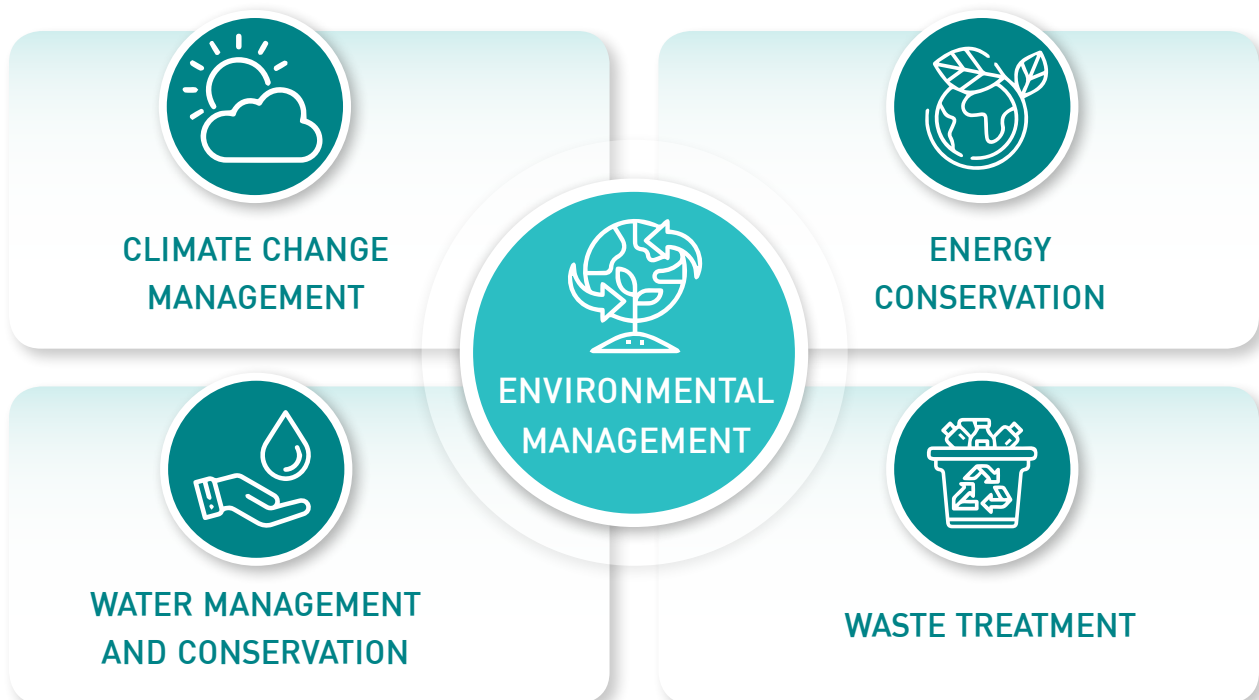 CLIMATE CHANGE
MANAGEMENT
ENERGY
CONSERVATION
ENVIRONMENTAL
MANAGEMENT
WATER MANAGEMENT
AND CONSERVATION
WASTE TREATMENT